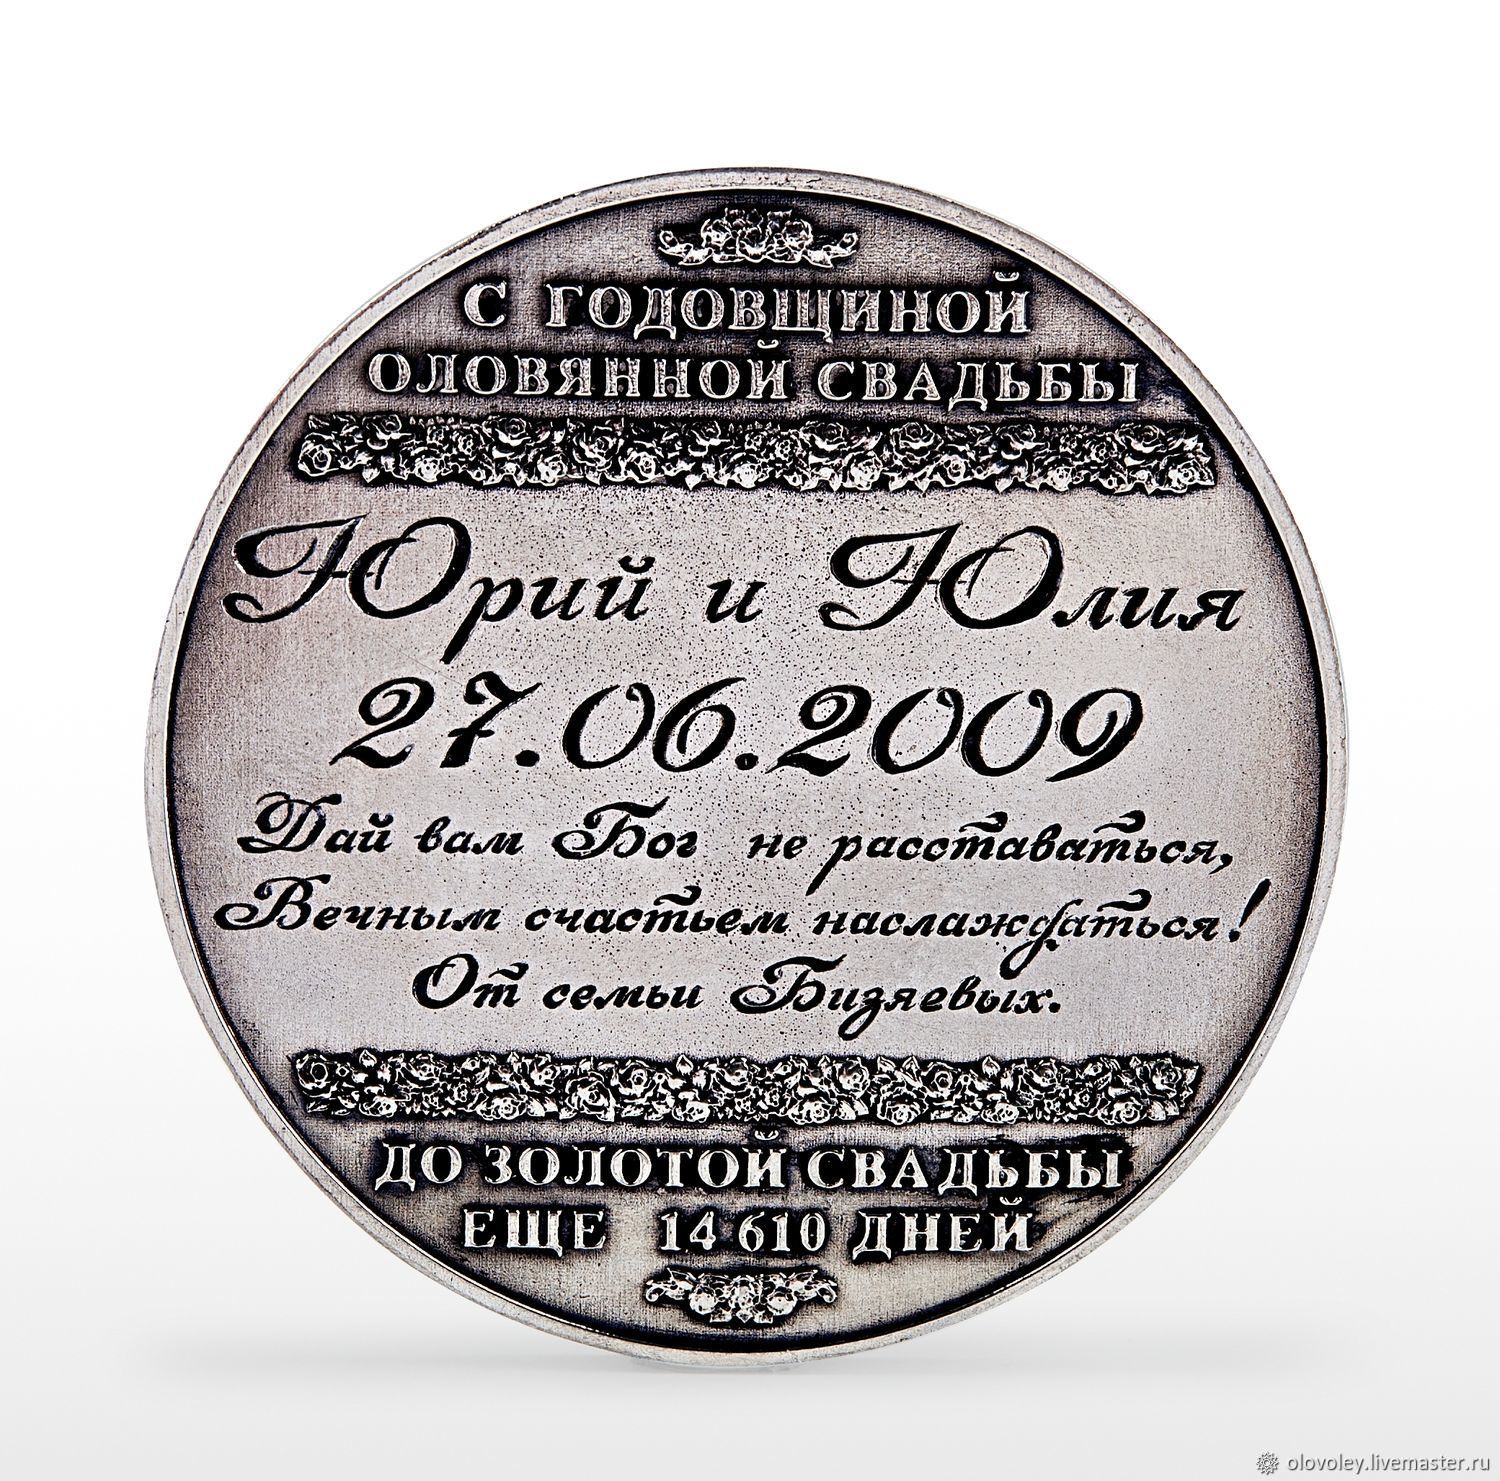 С ГОДОВЩИНОЙ
ОЛОВЯННОЙ СВАДЬБЫ
Юрий и Юлия
27.06.2009
Дай вам Бог не расставаться,
Вечным счастьем наслаждаться!
От семьи Бизяевых.
ДО ЗОЛОТОЙ СВАДЬБЫ
ЕЩЕ 14 610 ДНЕЙ
olovoley.livemaster.ru